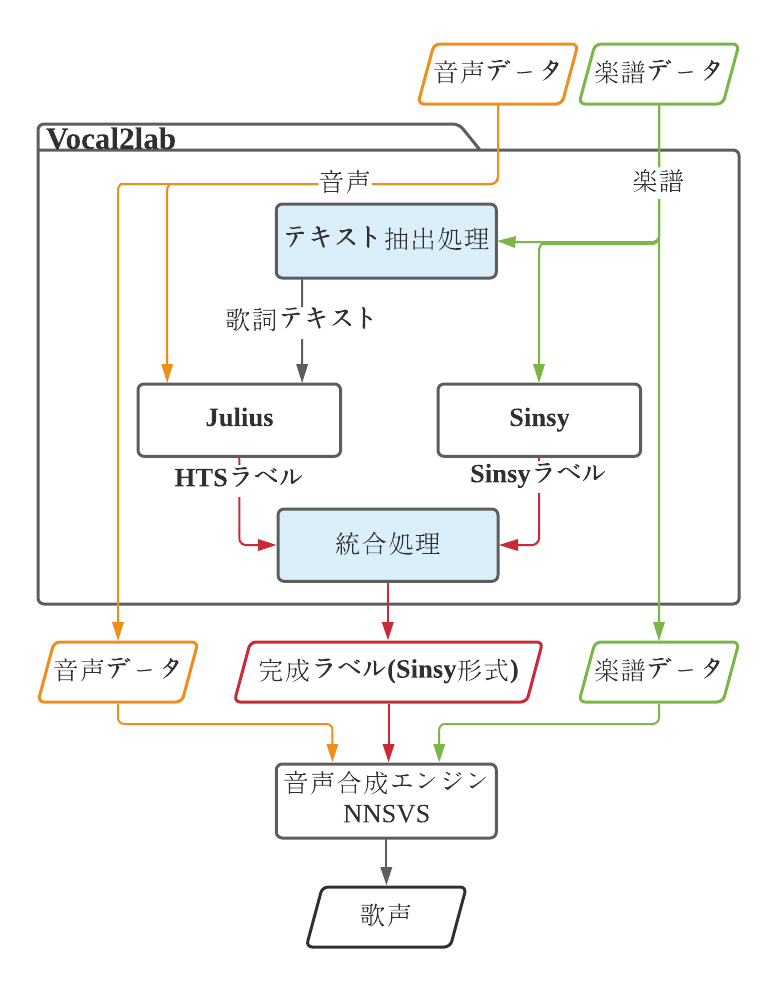 音声データ
楽譜データ
Vocal2lab
音声
楽譜
テキスト抽出処理
歌詞テキスト
Julius
Sinsy
HTSラベル
Sinsyラベル
統合処理
音声データ
完成ラベル(Sinsy形式)
楽譜データ
音声合成エンジン
NNSVS
歌声